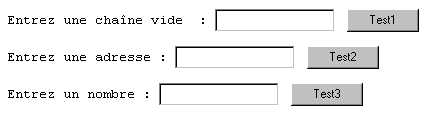 Entrez une chaîne vide  : Test1
Entrez une adresse : Test2
Entrez un nombre : Test3